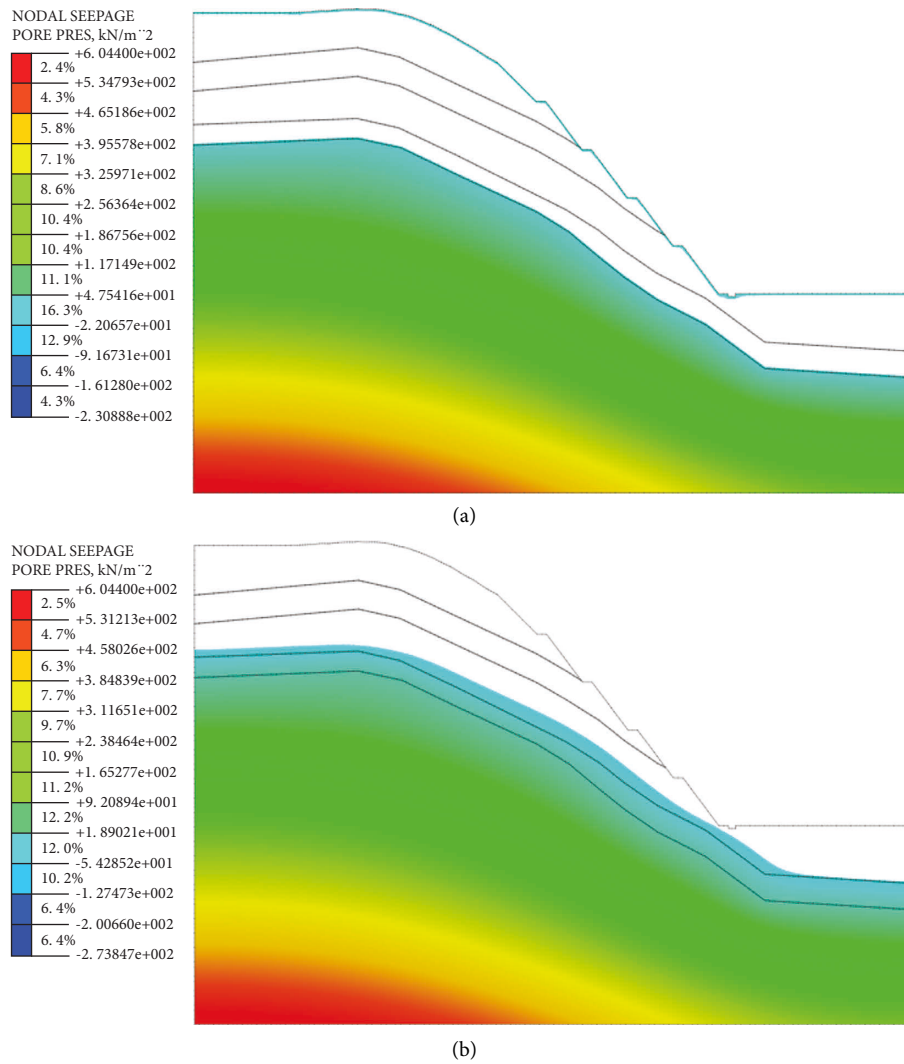 NODAL SEEPAGE
PORE PRES, kN/m¨2
+6.04400e+002
2.4%
+5.34793e+002
4.3%
+4.65186e+002
5.8%
+3.95578e+002
7.1%
+3.25971e+002
8.6%
+2.56364e+002
10.4%
+1.86756e+002
10.4%
+1.17149e+002
11.1%
+4.75416e+001
16.3%
-2.20657e+001
12.9%
-9.16731e+001
6.4%
-1.61280e+002
4.3%
-2.30888e+002
(a)
NODAL SEEPAGE
PORE PRES, kN/m¨2
+6.04400e+002
2.5%
+5.31213e+002
4.7%
+4.58026e+002
6.3%
+3.84839e+002
7.7%
+3.11651e+002
9.7%
+2.38464e+002
10.9%
+1.65277e+002
11.2%
+9.20894e+001
12.2%
+1.89021e+001
12.0%
-5.42852e+001
10.2%
-1.27473e+002
6.4%
-2.00660e+002
6.4%
-2.73847e+002
(b)